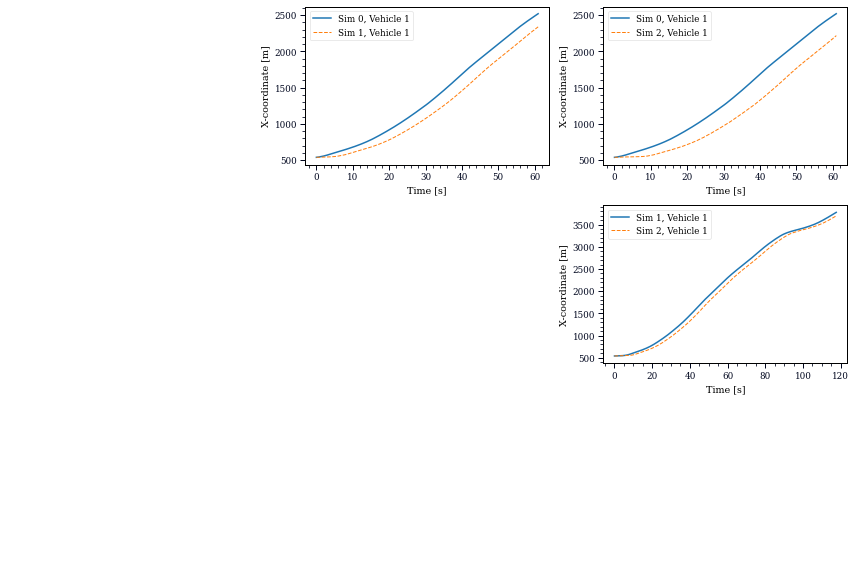 Sim 0, Vehicle 1
Sim 1, Vehicle 1
X-coordinate [m]
2500
2000
1500
1000
500
0 10 20 30 40 50 60
Time [s]
Sim 0, Vehicle 1
Sim 2, Vehicle 1
X-coordinate [m]
2500
2000
1500
1000
500
0 10 20 30 40 50 60
Time [s]
Sim 1, Vehicle 1
Sim 2, Vehicle 1
X-coordinate [m]
3500
3000
2500
2000
1500
1000
500
0 20 40 60 80 100 120
Time [s]